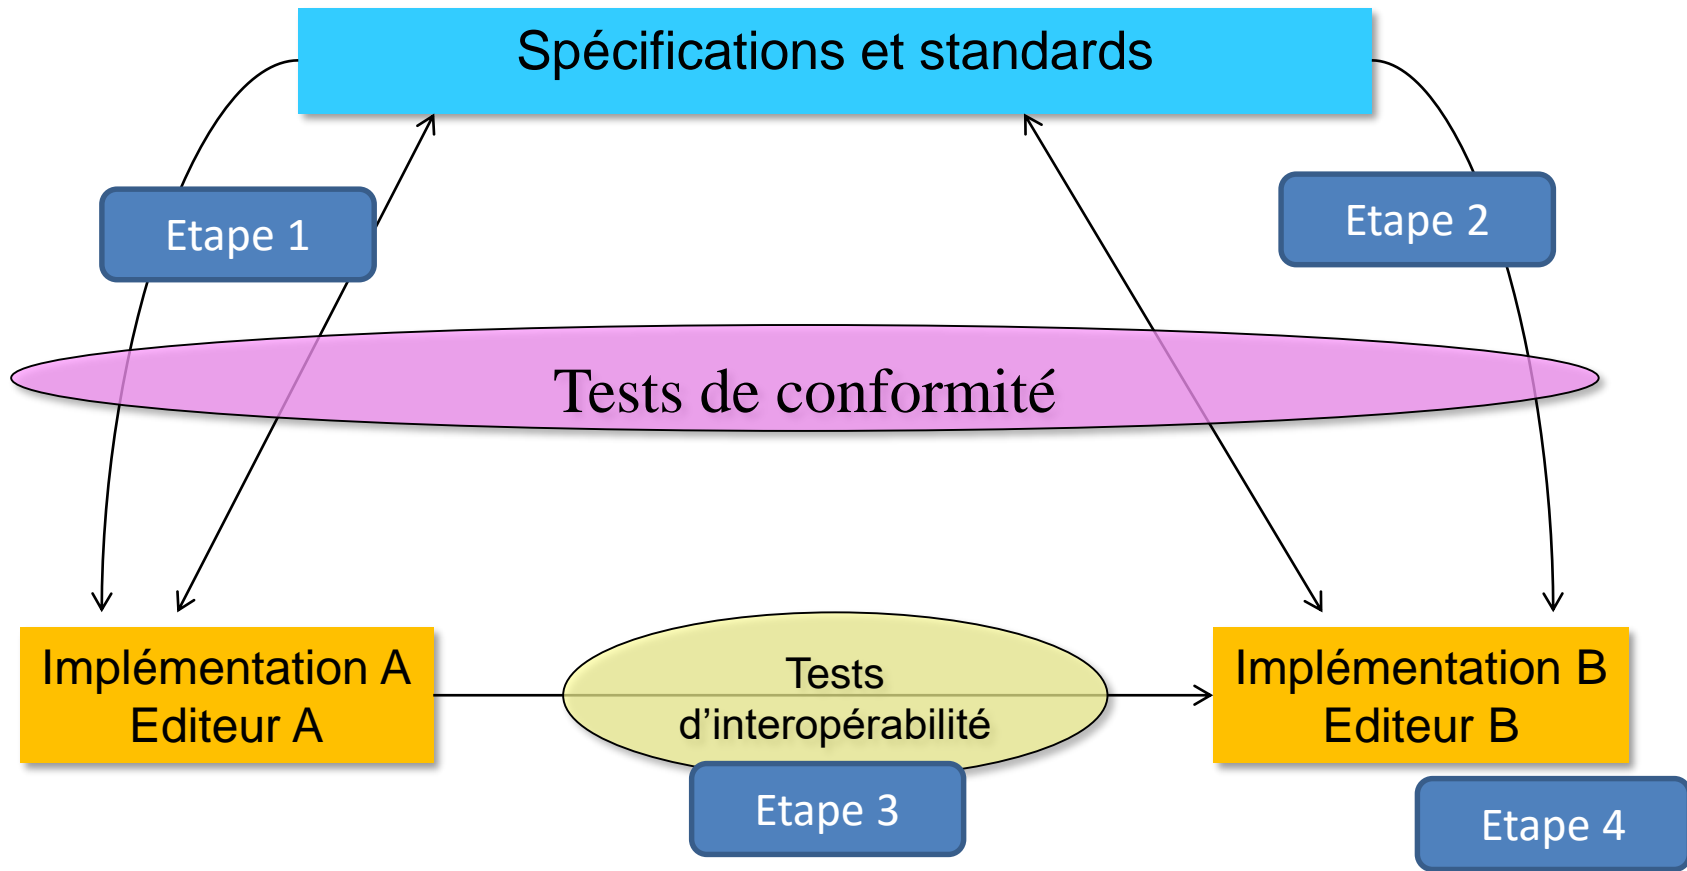 Spécifications et standards
Etape 1
Etape 2
Tests de conformité
Implémentation A
Editeur A
Tests
d’interopérabilité
Implémentation B
Editeur B
Etape 3
Etape 4